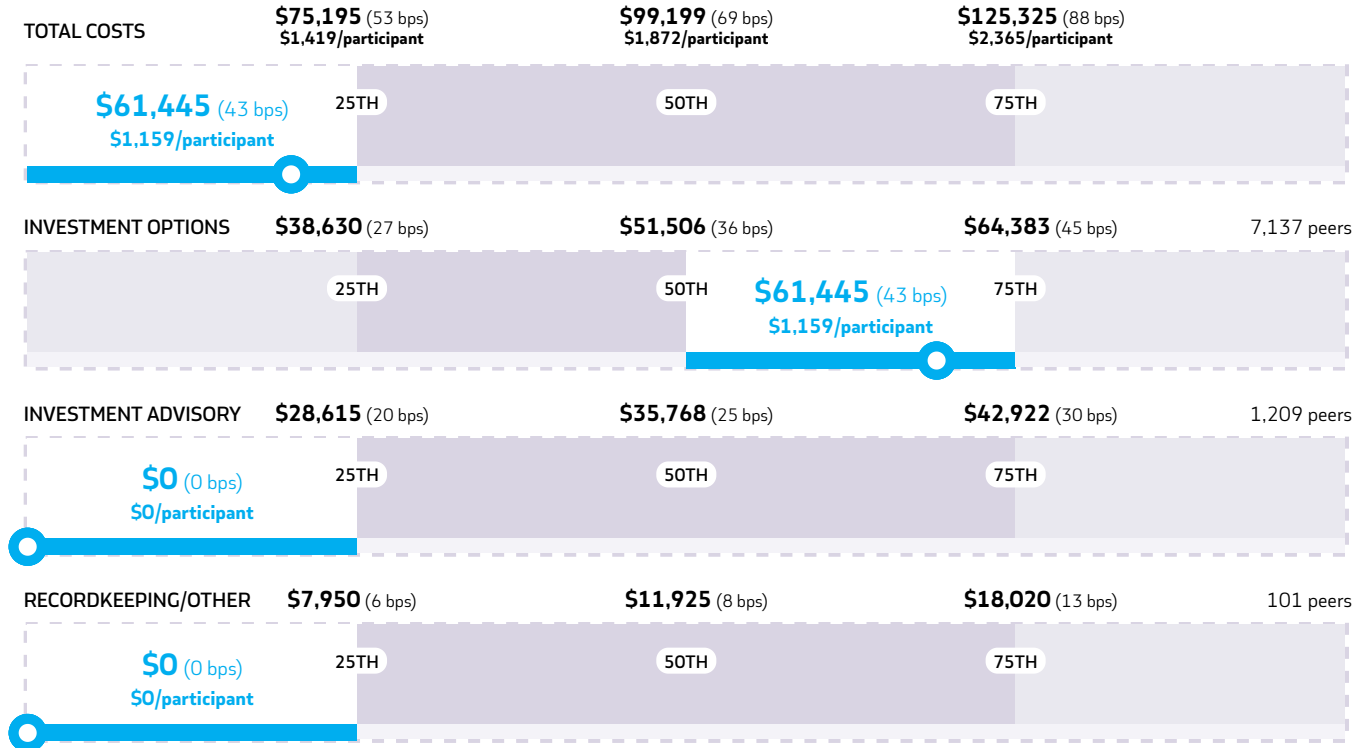 TOTAL COSTS $75,195 (53 bps) $99,199 (69 bps) $125,325 (88 bps)
$1,419/participant $1,872/participant $2,365/participant
$61,445 (43 bps) 25TH 50TH 75TH
$1,159/participant
INVESTMENT OPTIONS $38,630 (27 bps) $51,506 (36 bps) $64,383 (45 bps) 7,137 peers
25TH 50TH $61,445 (43 bps) 75TH
$1,159/participant
INVESTMENT ADVISORY $28,615 (20 bps) $35,768 (25 bps) $42,922 (30 bps) 1,209 peers
$0 (0 bps) 25TH 50TH 75TH
$0/participant
RECORDKEEPING/OTHER $7,950 (6 bps) $11,925 (8 bps) $18,020 (13 bps) 101 peers
$0 (0 bps) 25TH 50TH 75TH
$0/participant